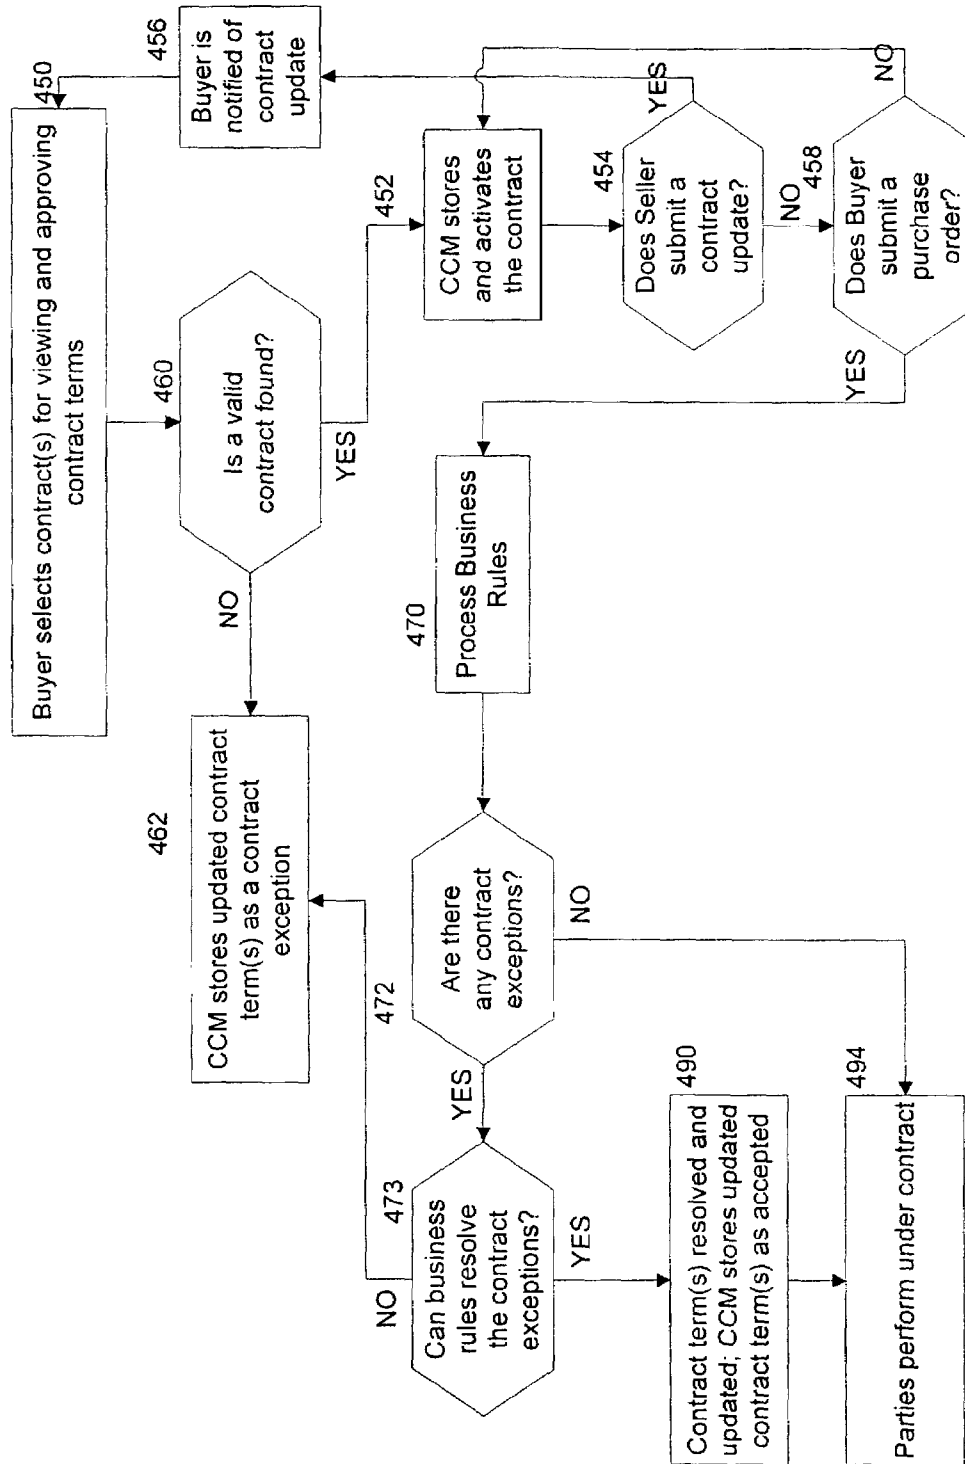 450
Buyer selects contract(s) for viewing and approving
contract terms
456
Buyer is
notified of
contract
update
460
Is a valid
contract found?
NO
YES
452
CCM stores
and activates
the contract
454
Does Seller
submit a
contract
update?
YES
NO
458
Does Buyer
submit a
purchase
order?
NO
YES
462
CCM stores updated contract
term(s) as a contract
exception
470
Process Business
Rules
472
Are there
any contract
exceptions?
NO
YES
473
Can business
rules resolve
the contract
exceptions?
NO
YES
490
Contract term(s) resolved and
updated; CCM stores updated
contract term(s) as accepted
494
Parties perform under contract